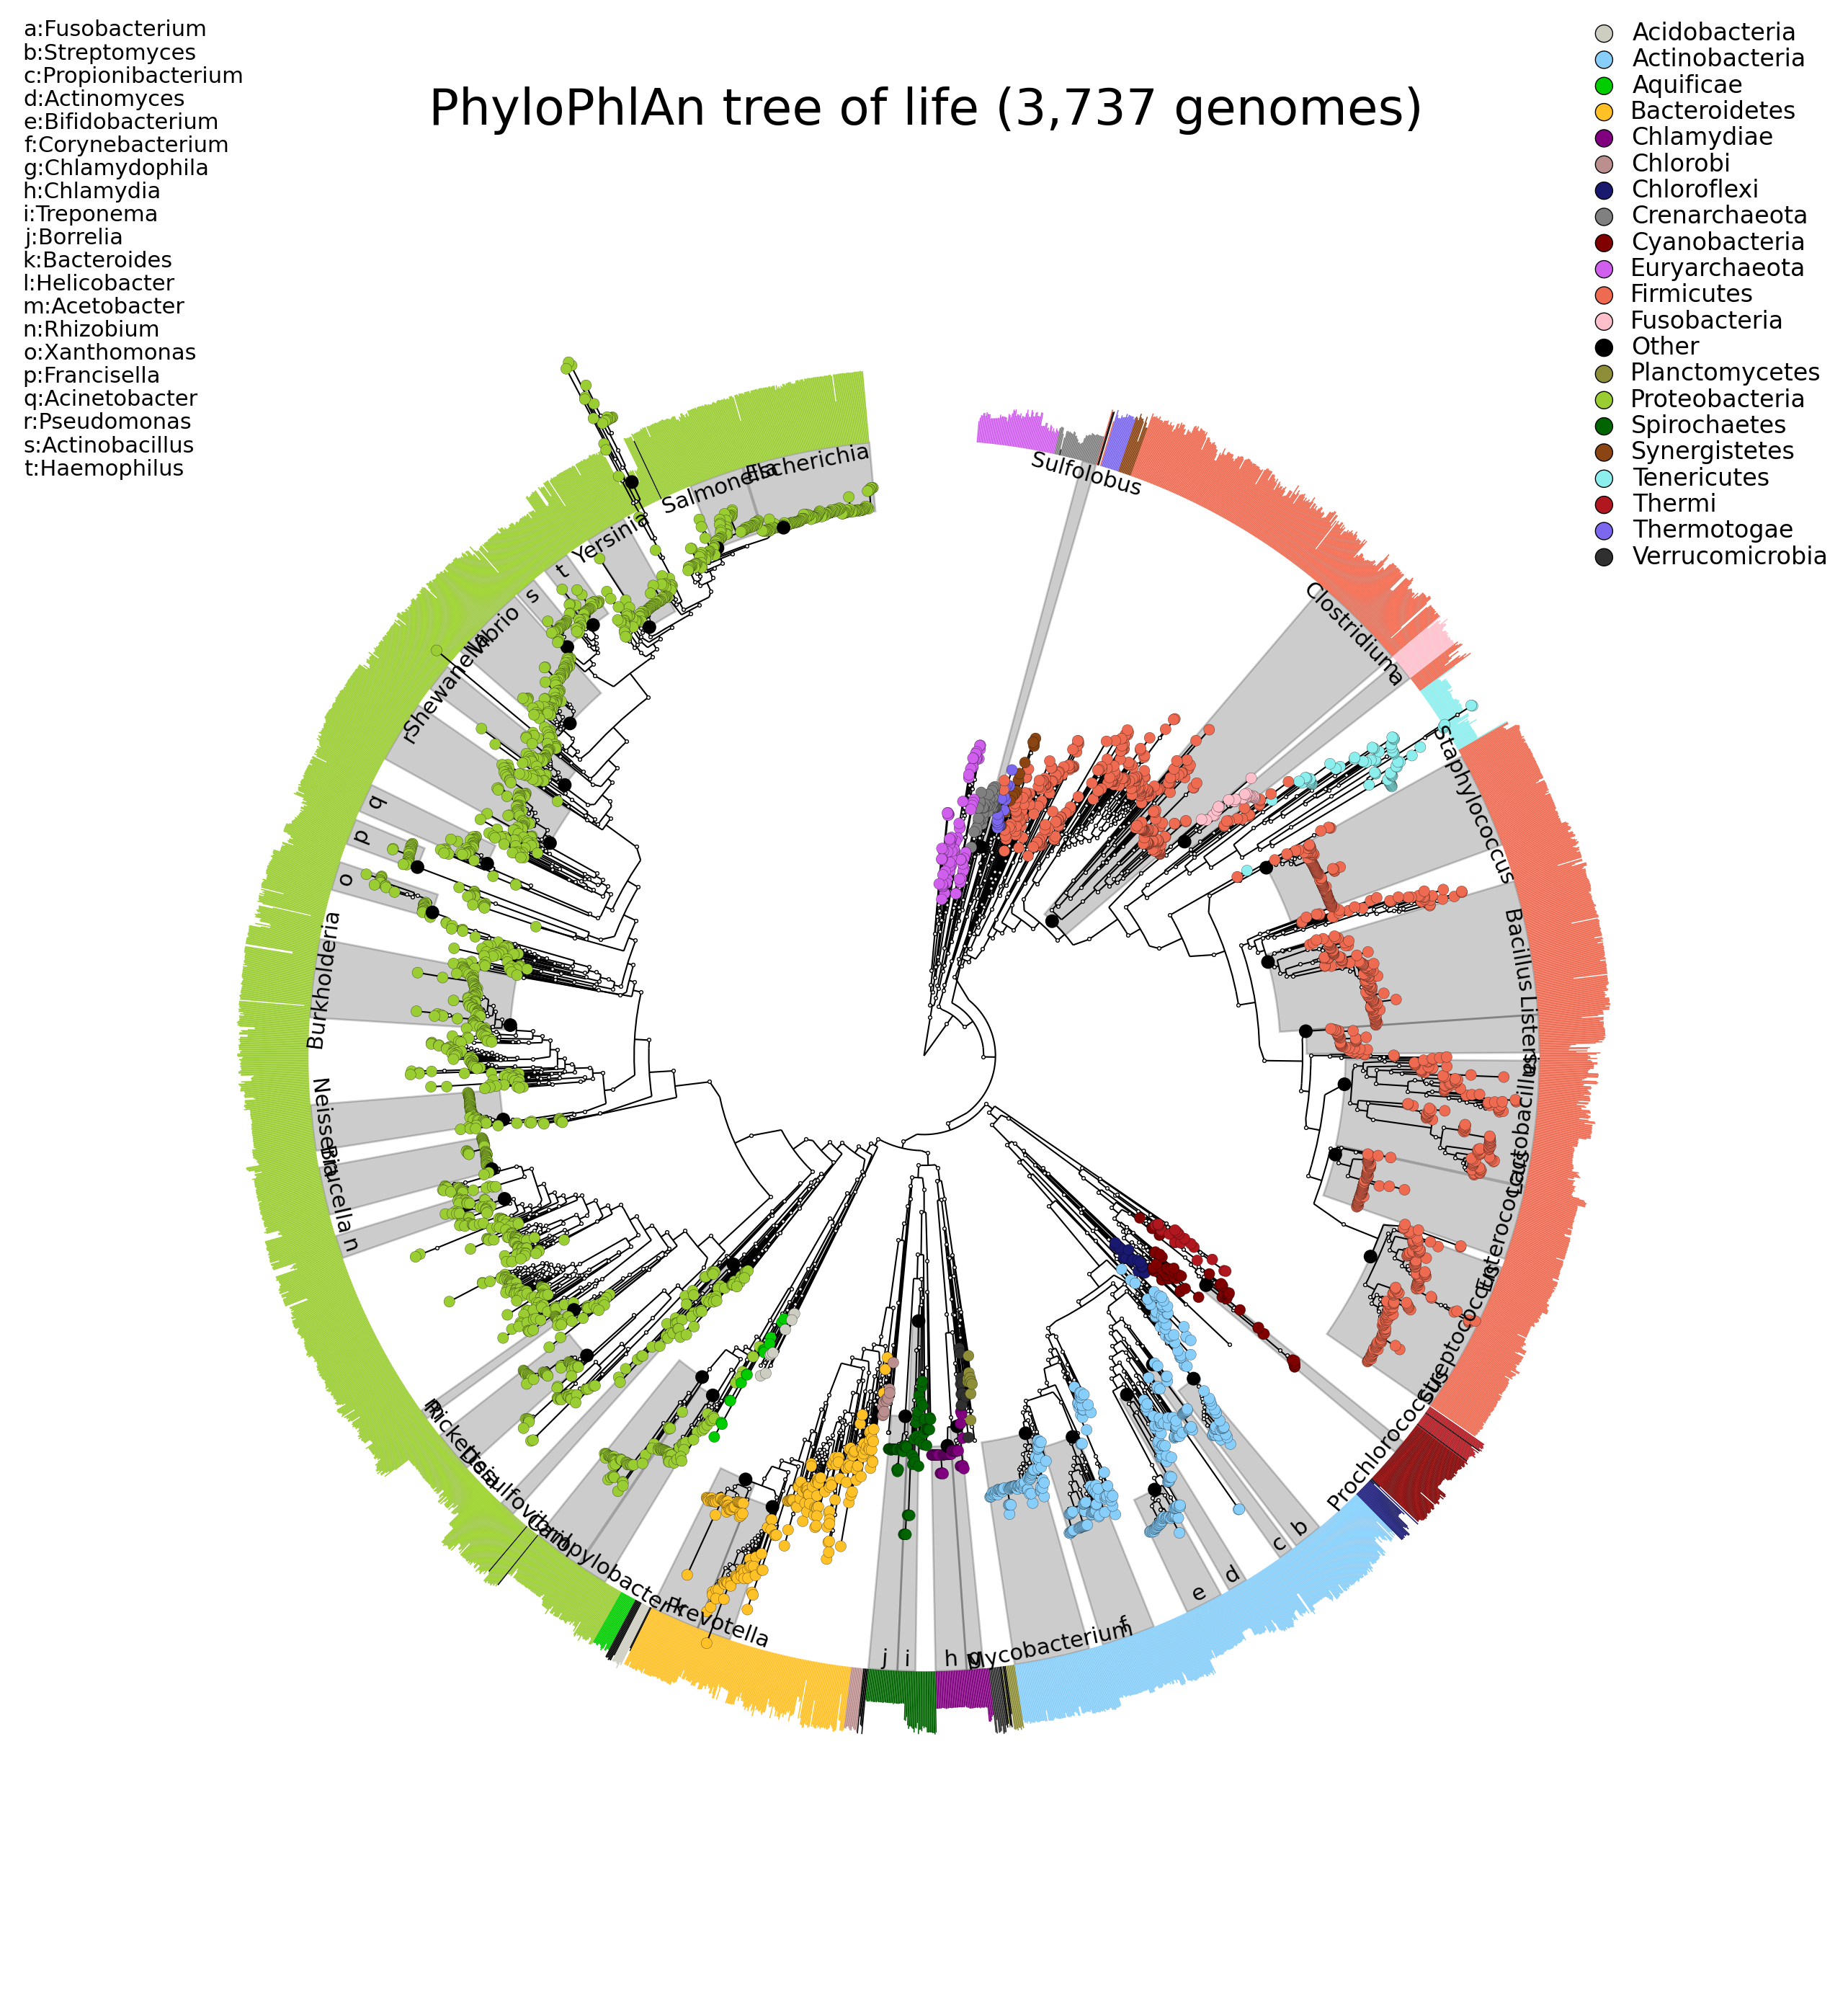 a:Fusobacterium
b:Streptomyces
c:Propionibacterium
d:Actinomyces
e:Bifidobacterium
f:Corynebacterium
g:Chlamydophila
h:Chlamydia
i:Treponema
j:Borrelia
k:Bacteroides
l:Helicobacter
m:Acetobacter
n:Rhizobium
o:Xanthomonas
p:Francisella
q:Acinetobacter
r:Pseudomonas
s:Actinobacillus
t:Haemophilus
PhyloPhlAn tree of life (3,737 genomes)
Acidobacteria
Actinobacteria
Aquificae
Bacteroidetes
Chlamydiae
Chlorobi
Chloroflexi
Crenarchaeota
Cyanobacteria
Euryarchaeota
Firmicutes
Fusobacteria
Other
Planctomycetes
Proteobacteria
Spirochaetes
Synergistetes
Tenericutes
Thermi
Thermotogae
Verrucomicrobia
Sulfolobus
Clostridium
a
Staphylococcus
Bacillus
Listeria
Lactobacillus
Enterococcus
Streptococcus
Prochlorococcus
b
c
d
e
f
Mycobacterium
g
h
i
j
Prevotella
k
Campylobacter
Desulfovibrio
Rickettsia
n
Brucella
Neisseria
Burkholderia
o
p
q
r
Shewanella
Vibrio
s
t
Yersinia
Salmonella
Escherichia